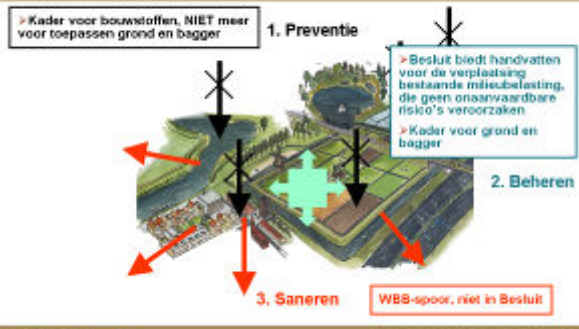 ➢Kader voor bouwstoffen, NIET meer
voor toepassen grond en bagger
1. Preventie
➢Besluit biedt handvatten
voor de verplaatsing
bestaande milieubelasting,
die geen onaanvaardbare
risico's veroorzaken
➢Kader voor grond en
bagger
2. Beheren
3. Saneren
WBB-spoor, niet in Besluit